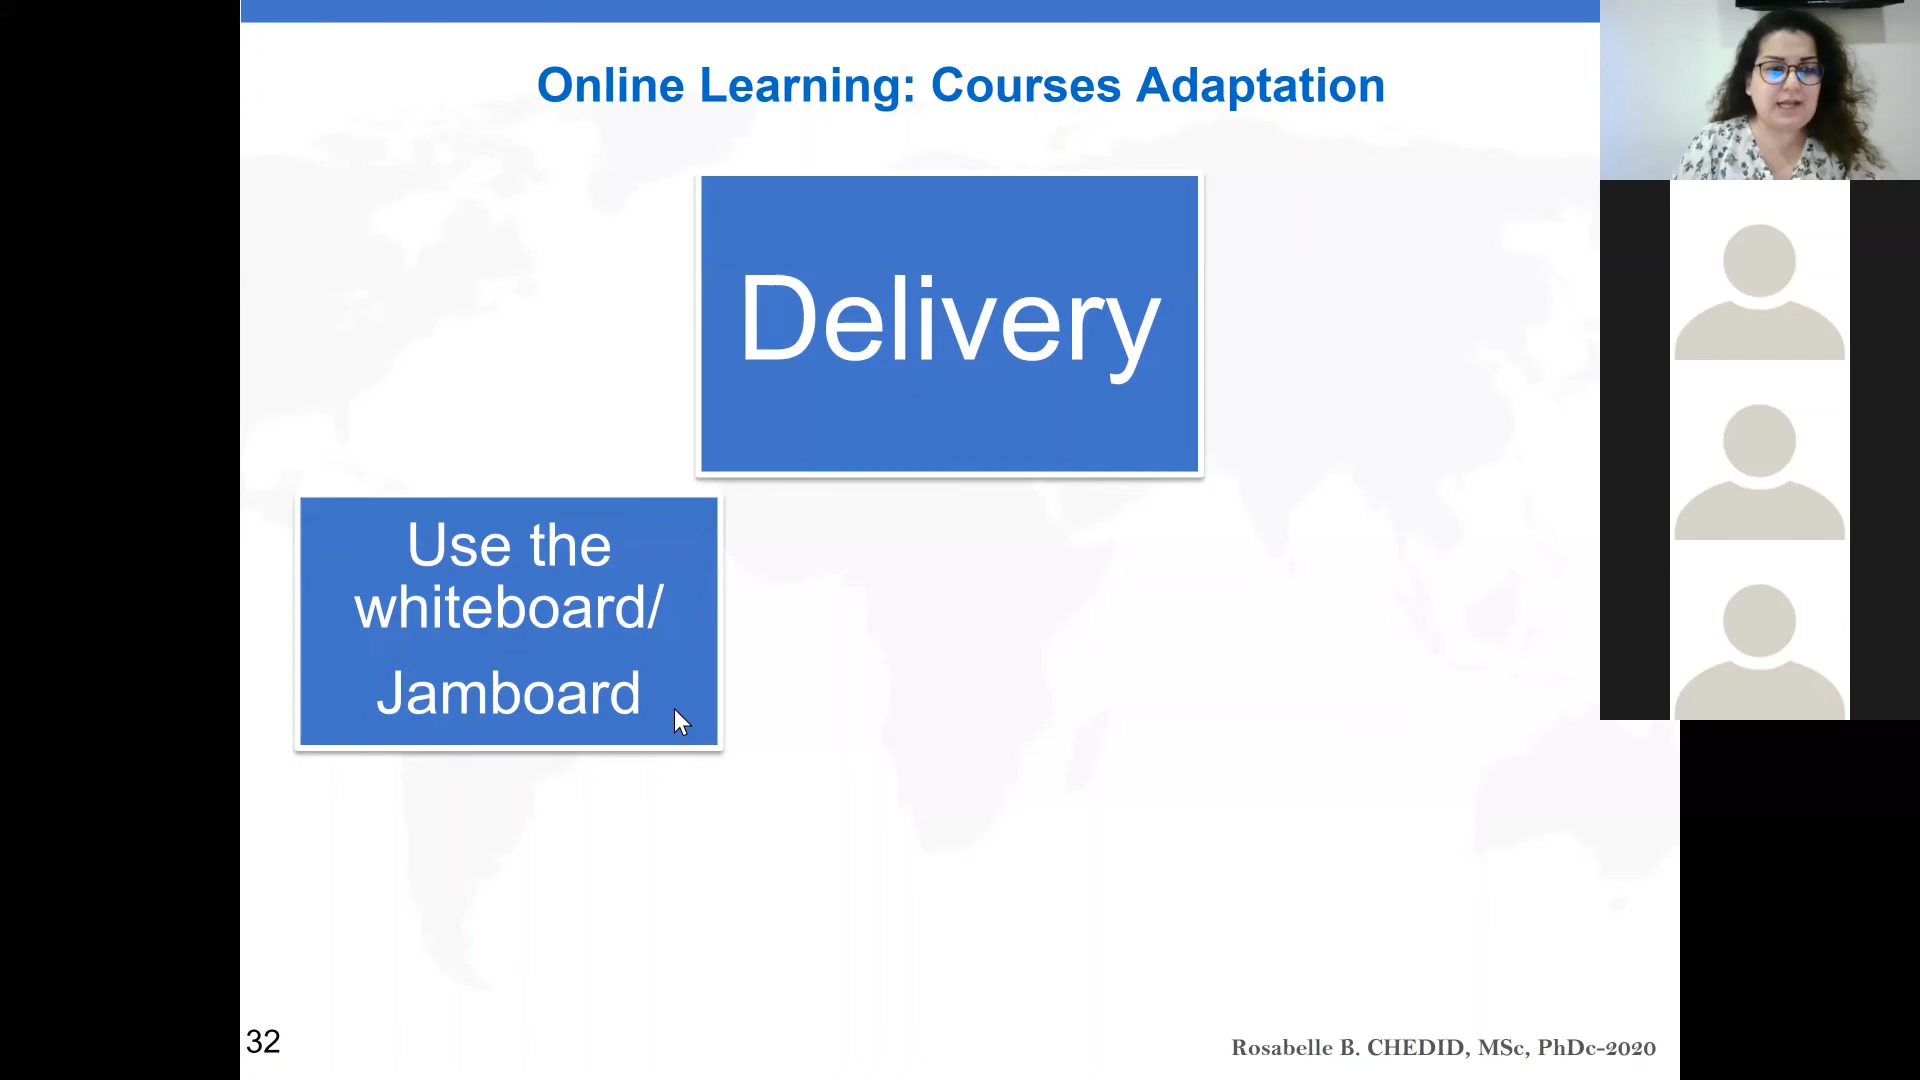 Online Learning: Courses Adaptation
Delivery
Use the
whiteboard/
Jamboard
32
Rosabelle B. CHEDID, MSc, PhDc-2020